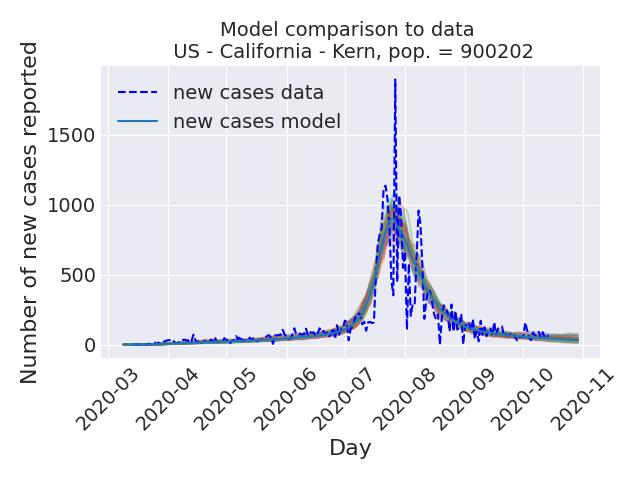 Model comparison to data
US - California - Kern, pop. = 900202
new cases data
new cases model
Number of new cases reported
1500
1000
500
0
2020-03
2020-04
2020-05
2020-06
2020-07
2020-08
2020-09
2020-10
2020-11
Day